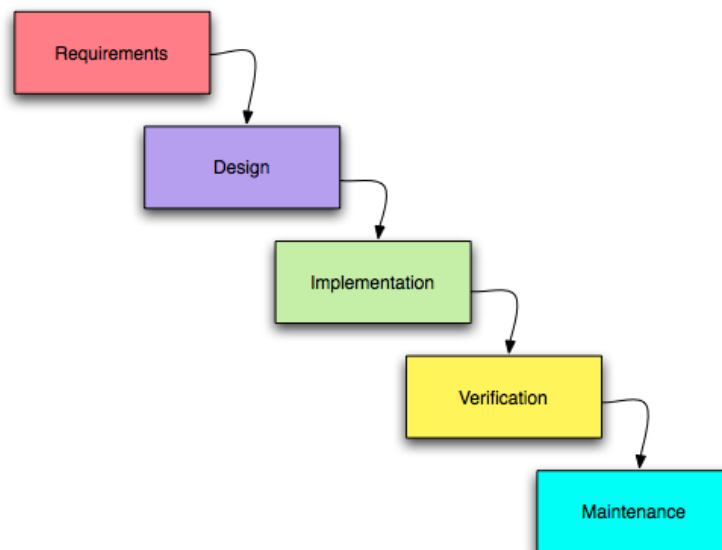 Requirements
Design
Implementation
Verification
Maintenance